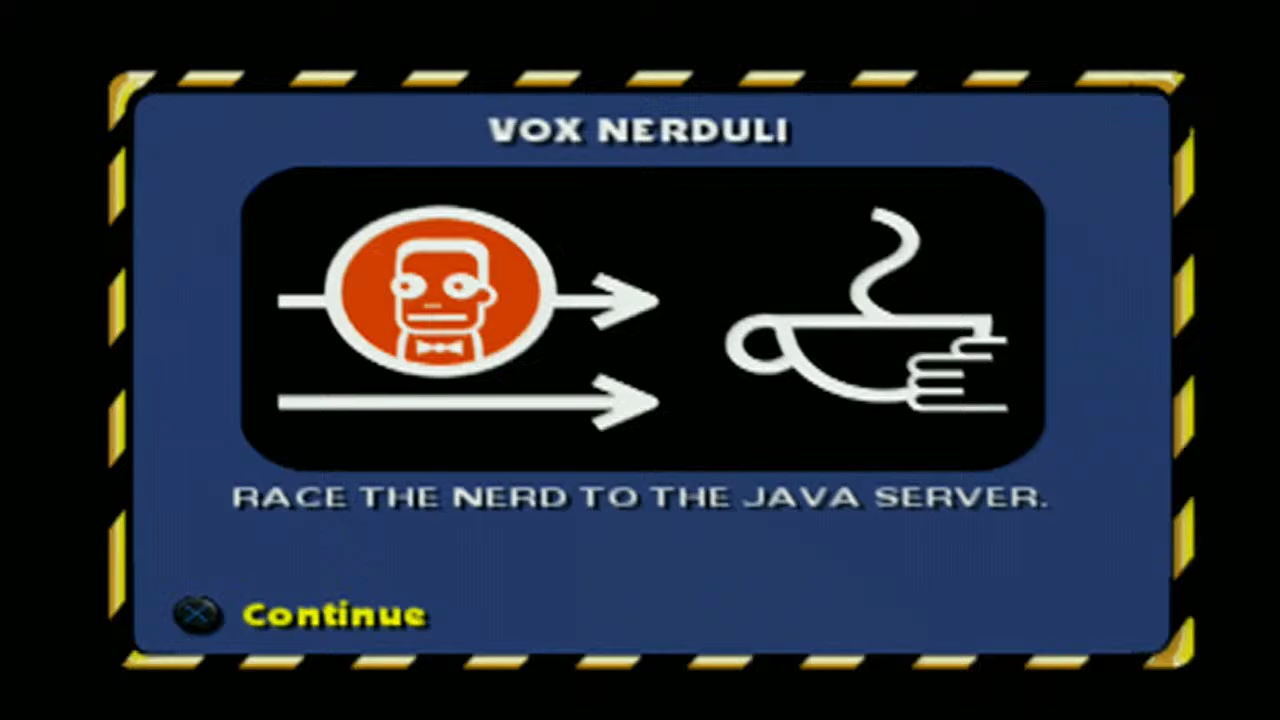 VOX NERDULI
RACE THE NERD TO THE JAVA SERVER.
Continue